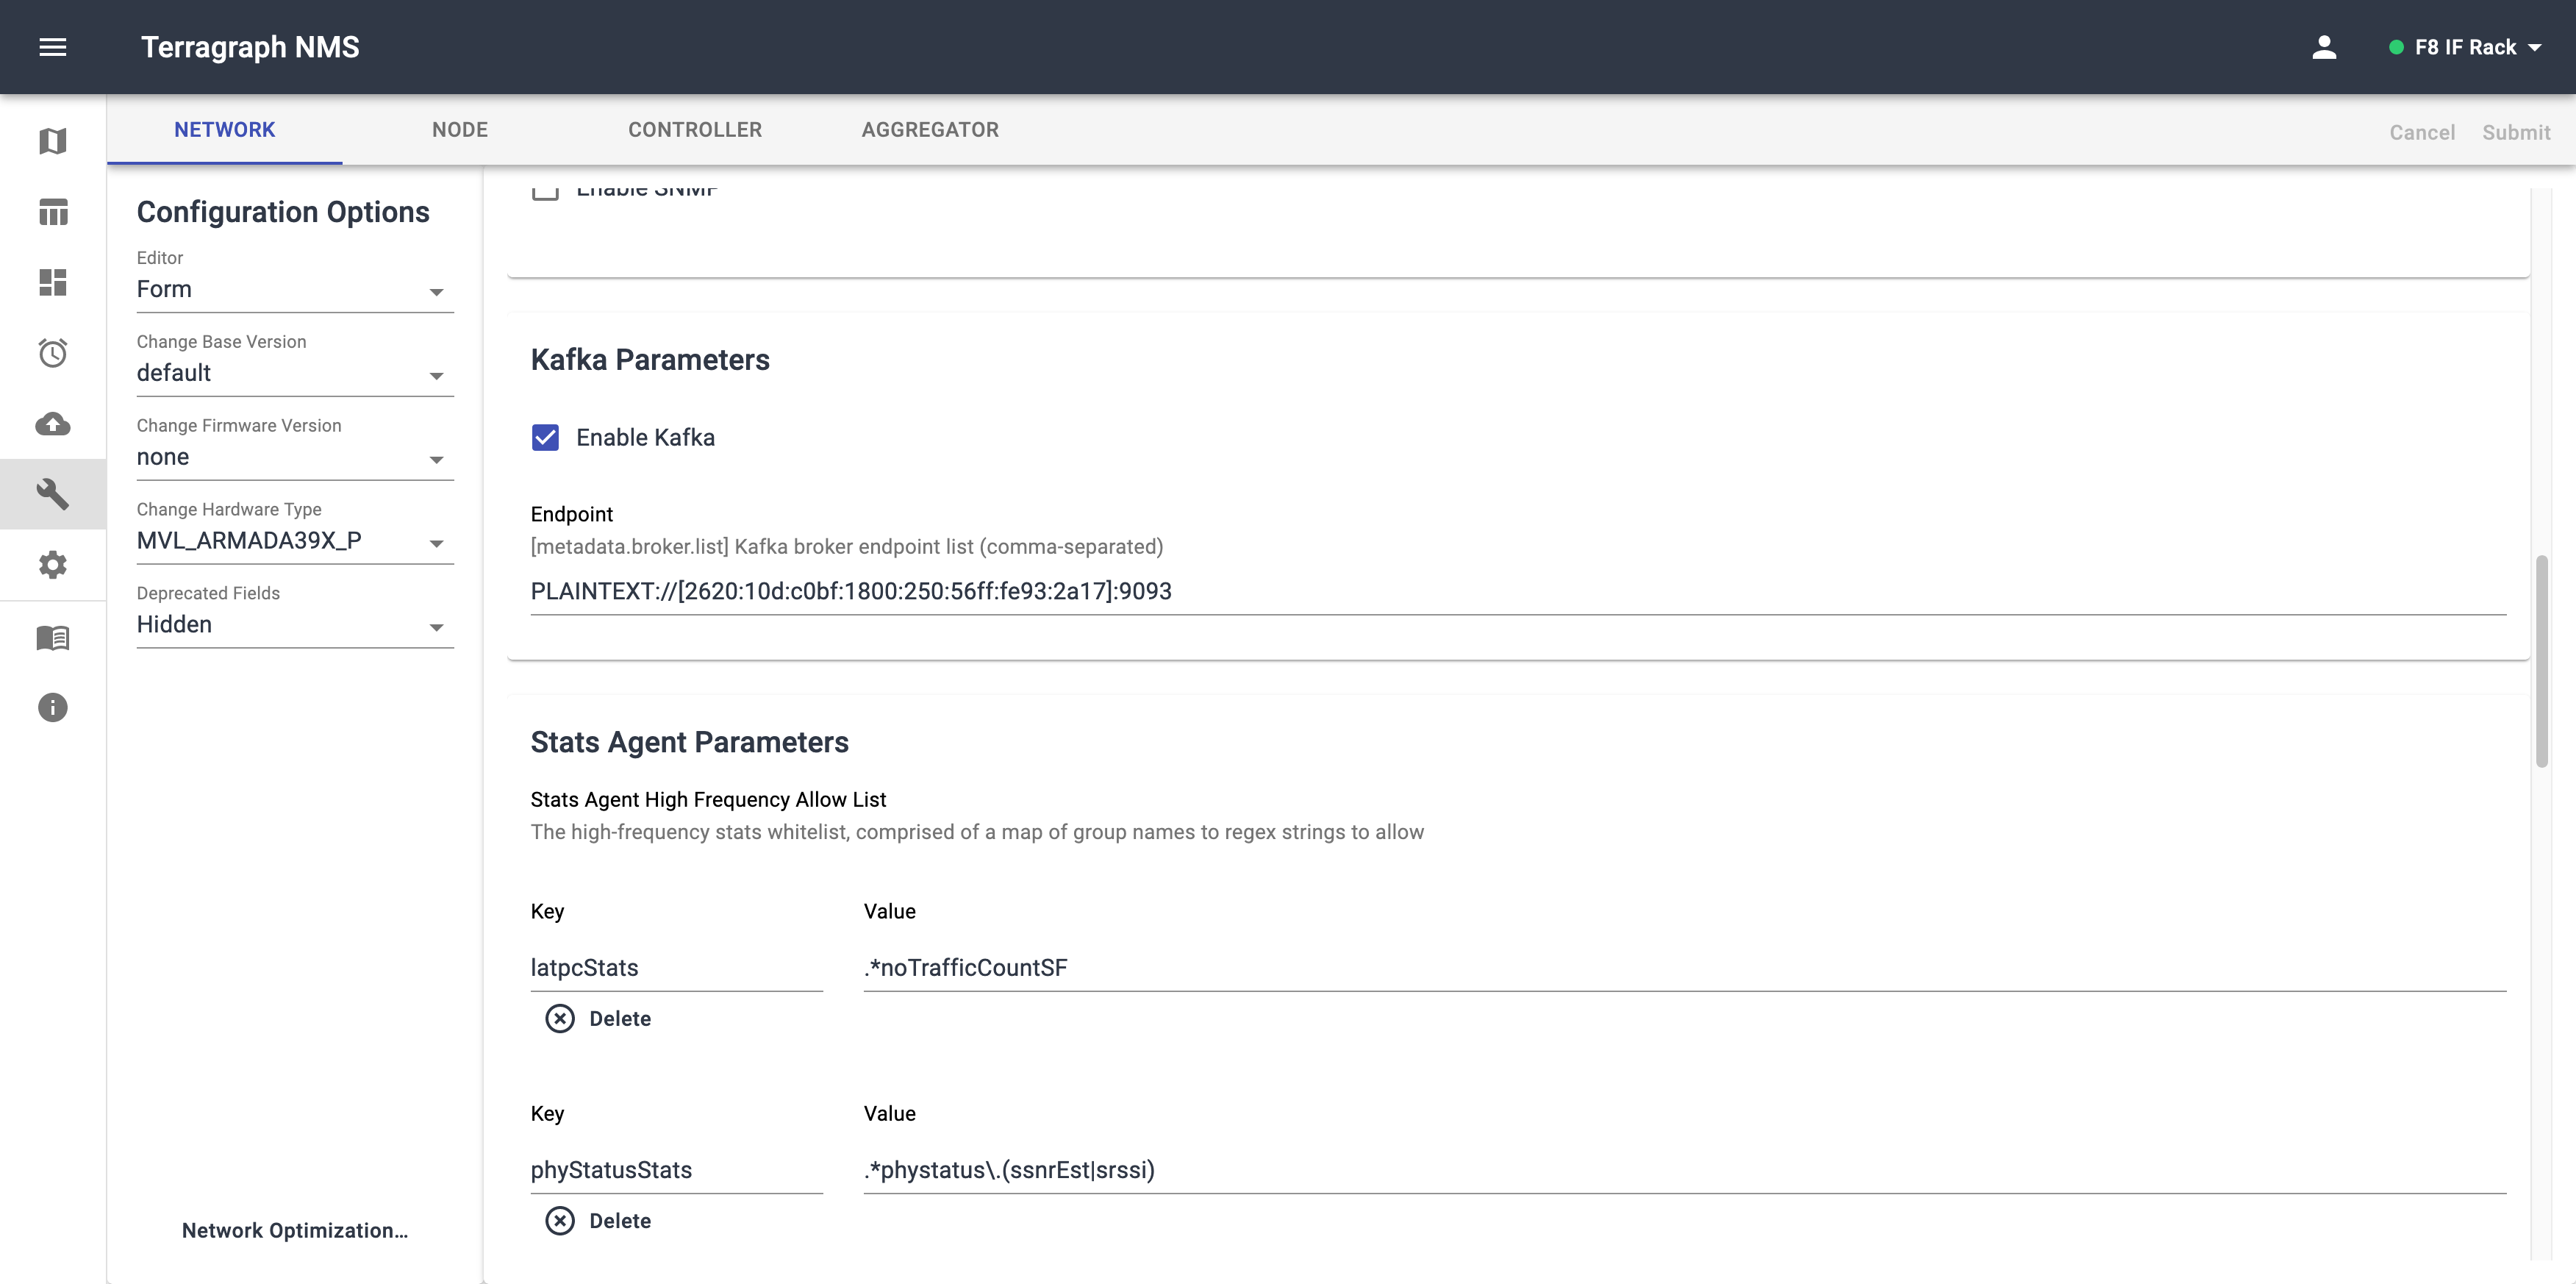 Terragraph NMS
F8 IF Rack
NETWORK
NODE
CONTROLLER
AGGREGATOR
Cancel
Submit
Configuration Options
Editor
Form
Change Base Version
default
Change Firmware Version
none
Change Hardware Type
MVL_ARMADA39X_P
Deprecated Fields
Hidden
Network Optimization...
Enable SNMP
Kafka Parameters
Enable Kafka
Endpoint
[metadata.broker.list] Kafka broker endpoint list (comma-separated)
PLAINTEXT://[2620:10d:c0bf:1800:250:56ff:fe93:2a17]:9093
Stats Agent Parameters
Stats Agent High Frequency Allow List
The high-frequency stats whitelist, comprised of a map of group names to regex strings to allow
Key
Value
latpcStats
.*noTrafficCountSF
Delete
Key
Value
phyStatusStats
.*phystatus\.(ssnrEst|srssi)
Delete